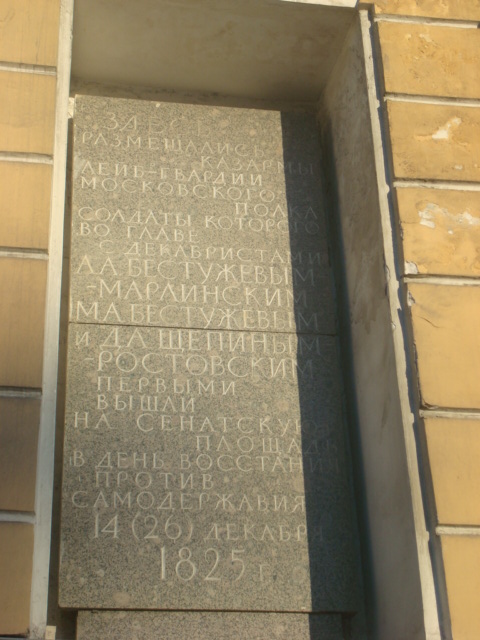 ЗДЕСЬ
РАЗМЕЩАЛИСЬ
КАЗАРМЫ
ЛЕЙБ-ГВАРДИИ
МОСКОВСКОГО
ПОЛКА
СОЛДАТЫ КОТОРОГО
ВО ГЛАВЕ
С ДЕКАБРИСТАМИ
А.А.БЕСТУЖЕВЫМ
-МАРЛИНСКИМ
М.А.БЕСТУЖЕВЫМ
И Д.А.ЩЕПИНЫМ-
-РОСТОВСКИМ
ПЕРВЫМИ
ВЫШЛИ
НА СЕНАТСКУЮ
ПЛОЩАДЬ
В ДЕНЬ ВОССТАНИЯ
ПРОТИВ
САМОДЕРЖАВИЯ
14 (26) ДЕКАБРЯ
1825 г.